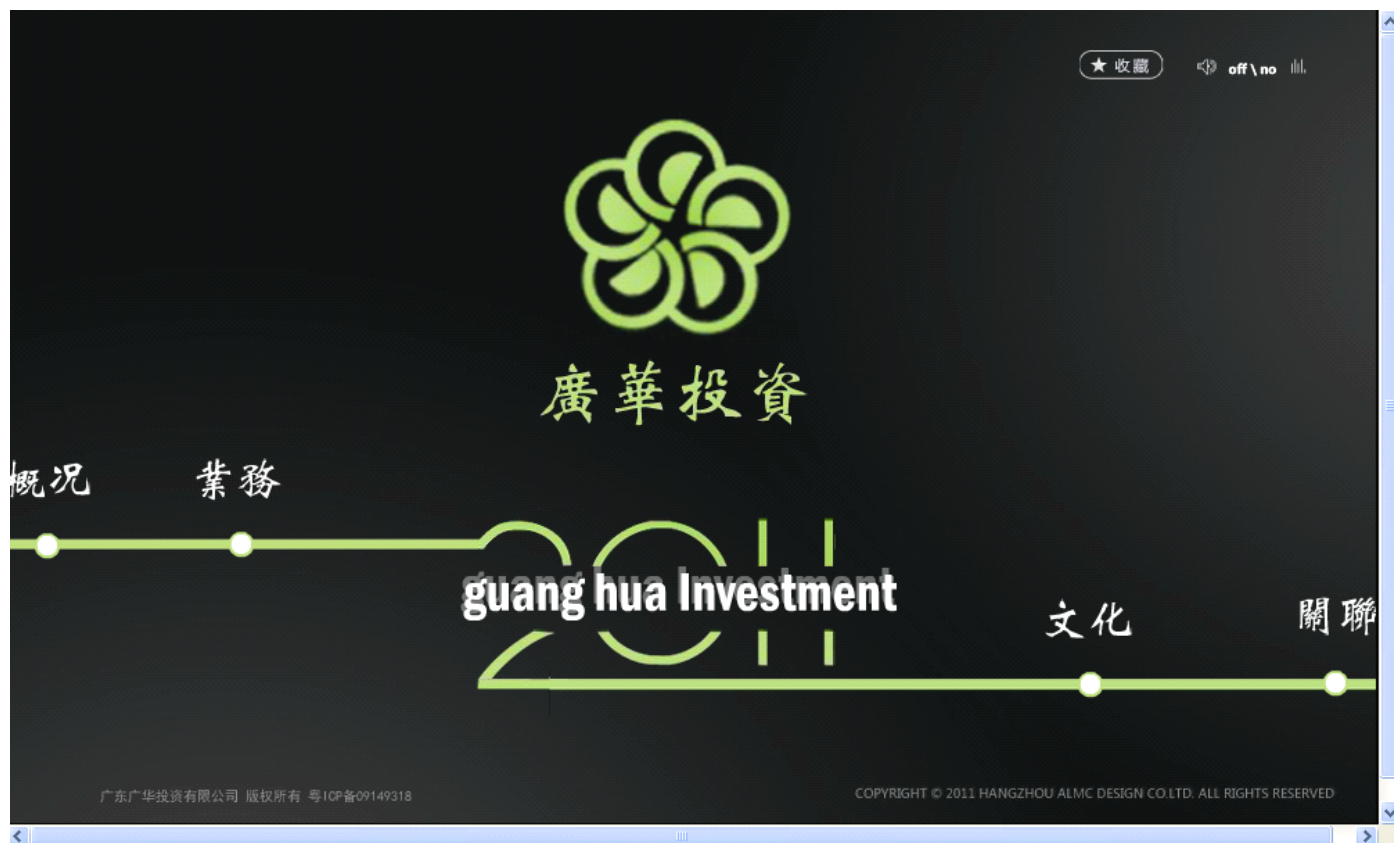 ★ 收藏
off \ no
廣華投資
概况
業務
2011
guang hua Investment
文化
關聯
广东广华投资有限公司 版权所有 粤ICP备09149318
COPYRIGHT © 2011 HANGZHOU ALMC DESIGN CO.LTD. ALL RIGHTS RESERVED